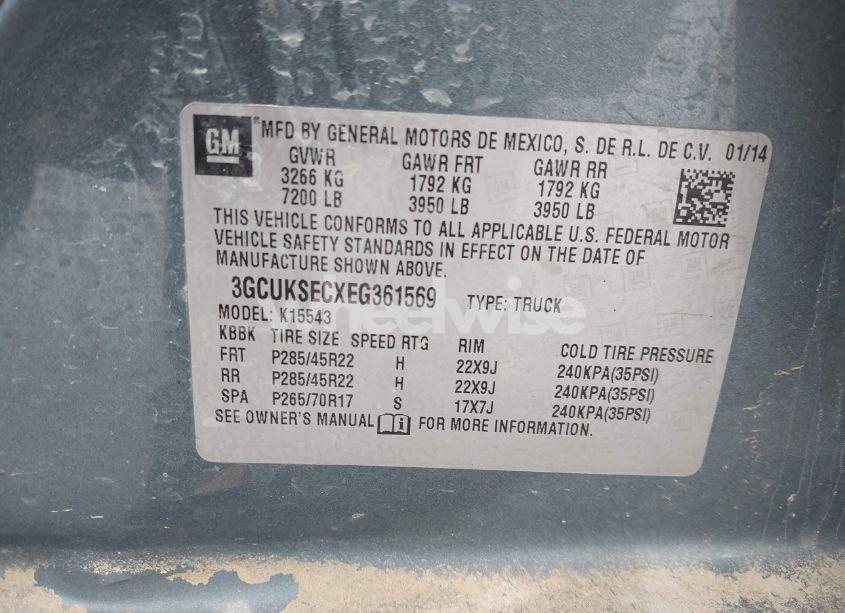 GM ® MFD BY GENERAL MOTORS DE MEXICO, S. DE R.L. DE C.V. 01/14
GVWR GAWR FRT GAWR RR
3266 KG 1792 KG 1792 KG
7200 LB 3950 LB 3950 LB
THIS VEHICLE CONFORMS TO ALL APPLICABLE U.S. FEDERAL MOTOR
VEHICLE SAFETY STANDARDS IN EFFECT ON THE DATE OF
MANUFACTURE SHOWN ABOVE.
3GCUKSECXEG361569 TYPE: TRUCK
MODEL: K15543
wheelwise
KBBK TIRE SIZE SPEED RTG RIM COLD TIRE PRESSURE
FRT P285/45R22 H 22X9J 240KPA(35PSI)
RR P285/45R22 H 22X9J 240KPA(35PSI)
SPA P265/70R17 S 17X7J 240KPA(35PSI)
SEE OWNER'S MANUAL i FOR MORE INFORMATION.